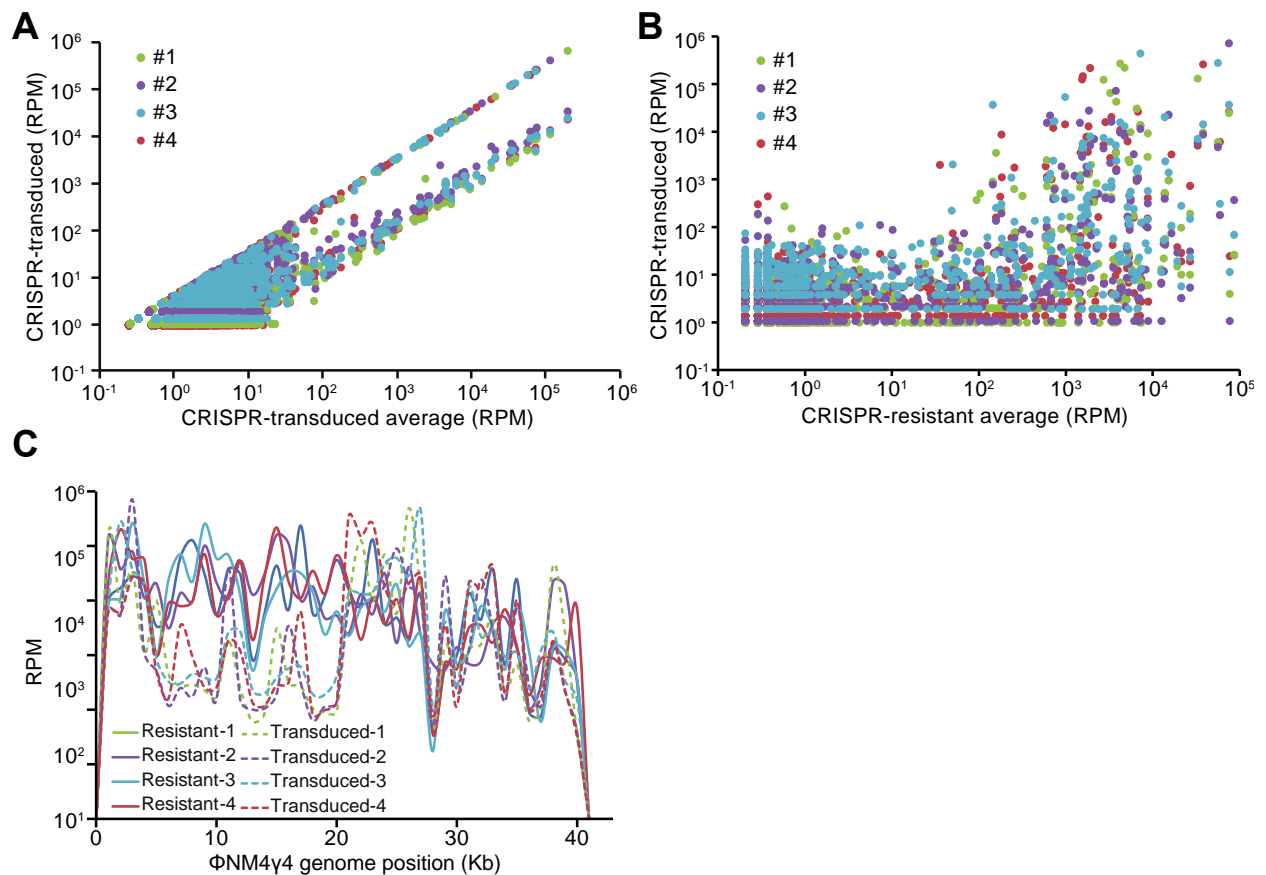 A
CRISPR-transduced (RPM)
10⁶
10⁵
10⁴
10³
10²
10¹
10⁰
10⁻¹
#1
#2
#3
#4
10⁻¹ 10⁰ 10¹ 10² 10³ 10⁴ 10⁵ 10⁶
CRISPR-transduced average (RPM)
B
CRISPR-transduced (RPM)
10⁶
10⁵
10⁴
10³
10²
10¹
10⁰
10⁻¹
#1
#2
#3
#4
10⁻¹ 10⁰ 10¹ 10² 10³ 10⁴ 10⁵
CRISPR-resistant average (RPM)
C
RPM
10⁶
10⁵
10⁴
10³
10²
10¹
Resistant-1 Transduced-1
Resistant-2 Transduced-2
Resistant-3 Transduced-3
Resistant-4 Transduced-4
0 10 20 30 40
ΦNM4γ4 genome position (Kb)